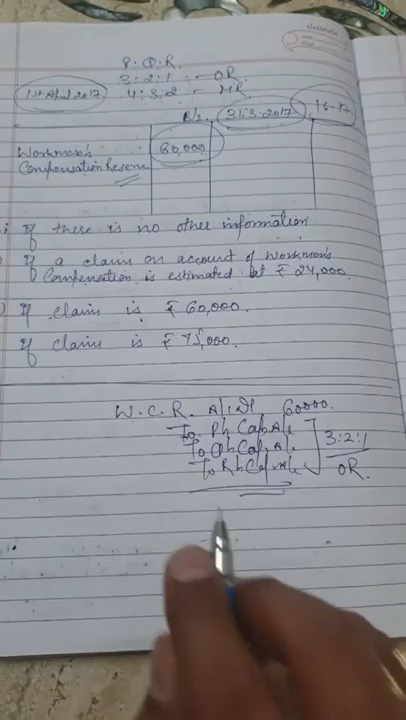 classmate
P. Q. R.
3:2:1 - OR.
1st April 2017 4:3:2 - NR
B/S. 31.3.2017
Workmen's 60,000
Compensation Reserve
If there is no other information
If a claim on account of Workmen's
Compensation is estimated at ₹ 24,000.
If claim is ₹ 60,000.
If claim is ₹ 75,000.
W. C. R. A/c Dr 60000.
To P's Cap A/c
To Q's Cap. A/c 3:2:1
To R's Cap. A/c OR.